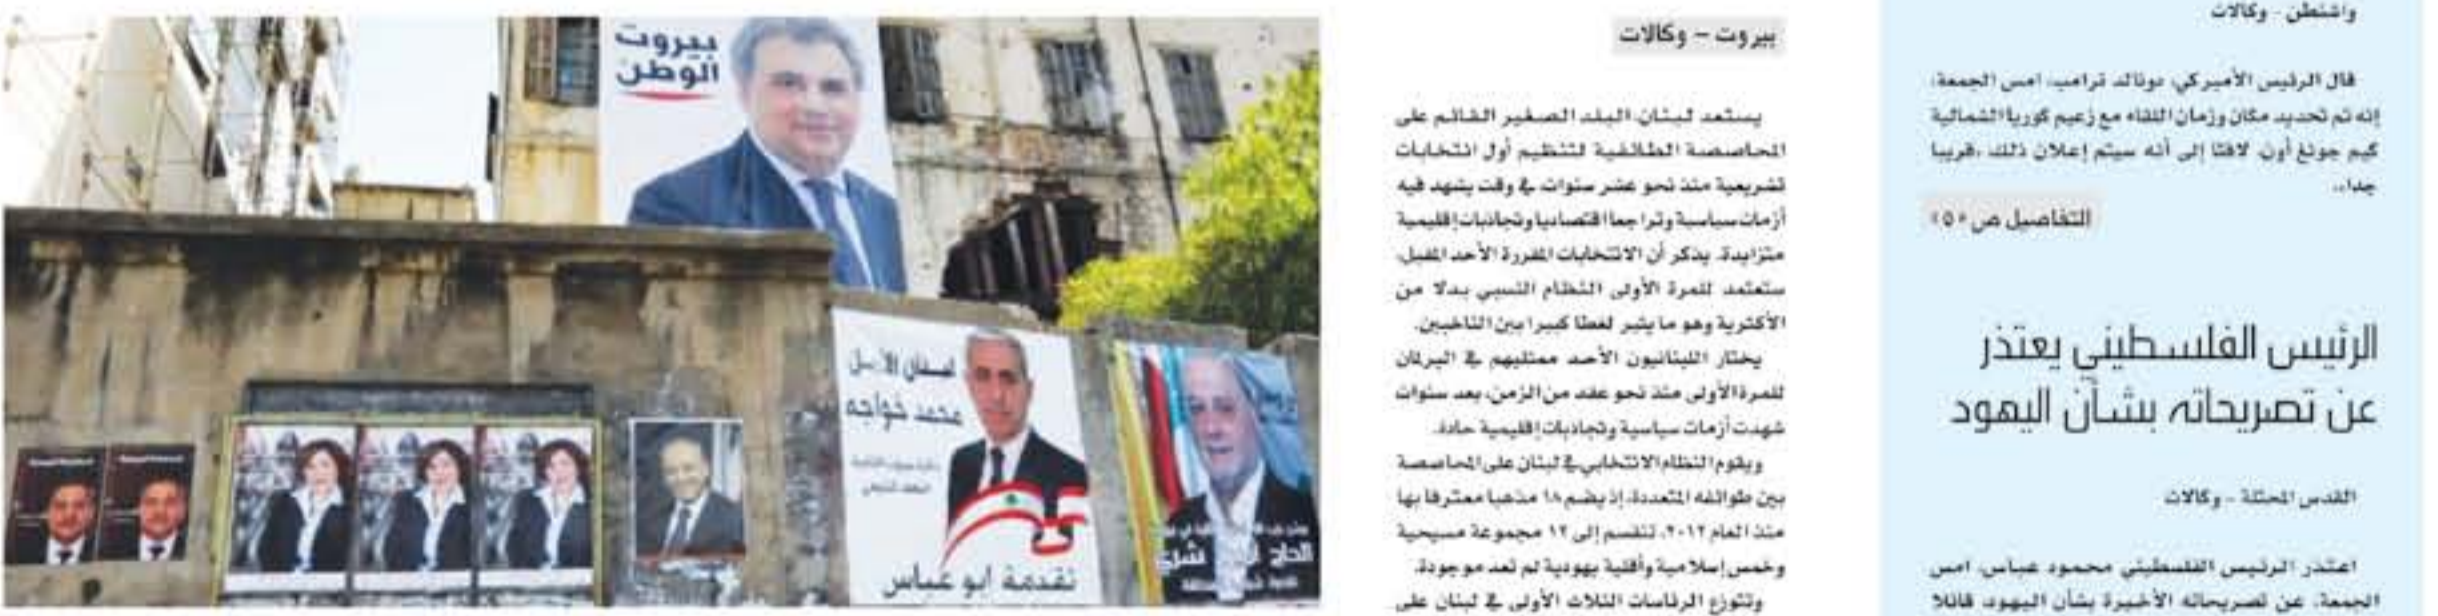 واشنطن - وكالات
قال الرئيس الأميركي، دونالد ترامب، امس الجمعة،
إنه تم تحديد مكان وزمان اللقاء مع زعيم كوريا الشمالية
كيم جونغ أون، لافتا إلى أنه سيتم إعلان ذلك «قريبا
جدا».
التفاصيل ص «٥»
الرئيس الفلسطيني يعتذر
عن تصريحاته بشأن اليهود
القدس المحتلة - وكالات
اعتذر الرئيس الفلسطيني محمود عباس، امس
الجمعة، عن تصريحاته الأخيرة بشأن اليهود، قائلا
بيروت - وكالات
يستعد لبنان، البلد الصغير القائم على
المحاصصة الطائفية لتنظيم أول انتخابات
تشريعية منذ نحو عشر سنوات، في وقت يشهد فيه
أزمات سياسية وتراجعا اقتصاديا وتجاذبات إقليمية
متزايدة. يذكر أن الانتخابات المقررة الأحد المقبل،
ستعتمد للمرة الأولى النظام النسبي بدلا من
الأكثرية وهو ما يثير لغطا كبيرا بين الناخبين.
يختار اللبنانيون الأحد ممثليهم في البرلمان
للمرة الأولى منذ نحو عقد من الزمن، بعد سنوات
شهدت أزمات سياسية وتجاذبات إقليمية حادة.
ويقوم النظام الانتخابي في لبنان على المحاصصة
بين طوائفه المتعددة، إذ يضم ١٨ مذهبا معترفا بها
منذ العام ٢٠١٢، تنقسم إلى ١٢ مجموعة مسيحية
وخمس إسلامية وأقلية يهودية لم تعد موجودة.
وتتوزع الرئاسات الثلاث الأولى في لبنان على
بيروت
الوطن
محمد خواجه
تقدمة ابو عباس
الحاج